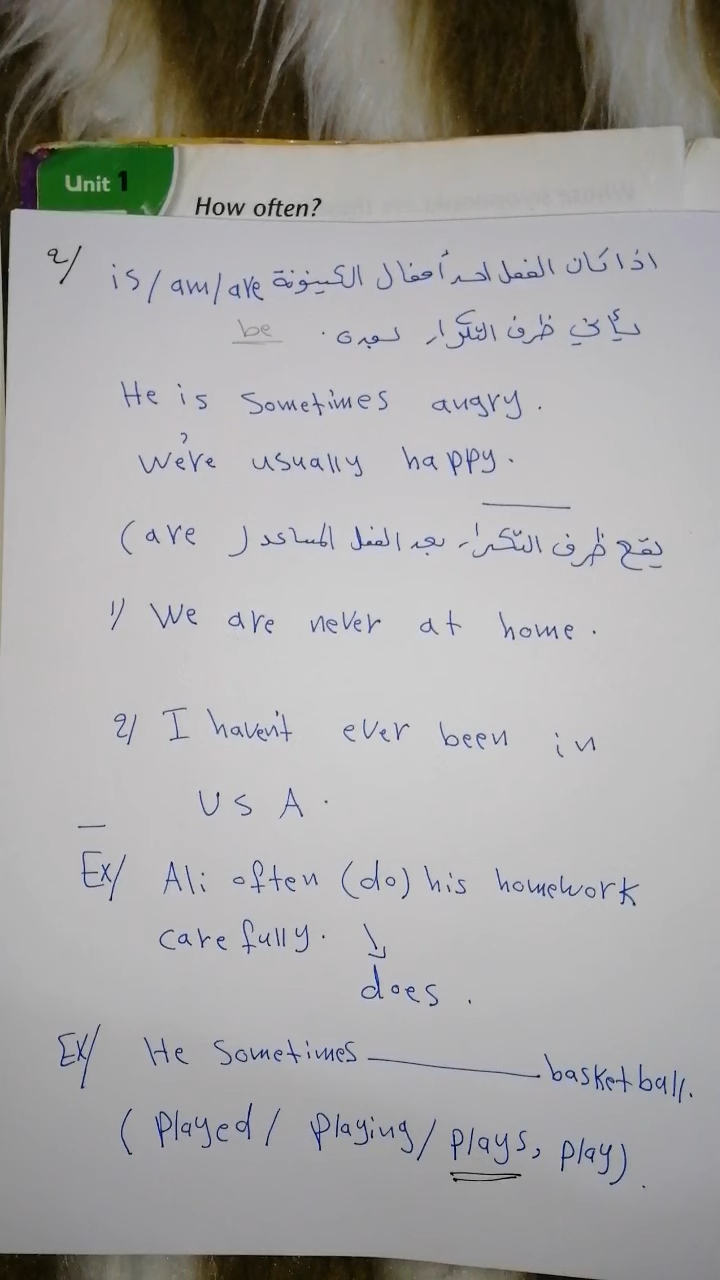 Unit 1
How often?
2/ اذا كان الفعل احد أفعال الكينونة is/am/are
يأتي ظرف التكرار بعده. be
He is sometimes angry.
We're usually happy.
يقع ظرف التكرار بعد الفعل المساعد (are)
1) We are never at home.
2/ I haven't ever been in
USA.
Ex/ Ali often (do) his homework
carefully. ↓
does.
Ex/ He sometimes ________ basketball.
(played/ playing/ plays, play).